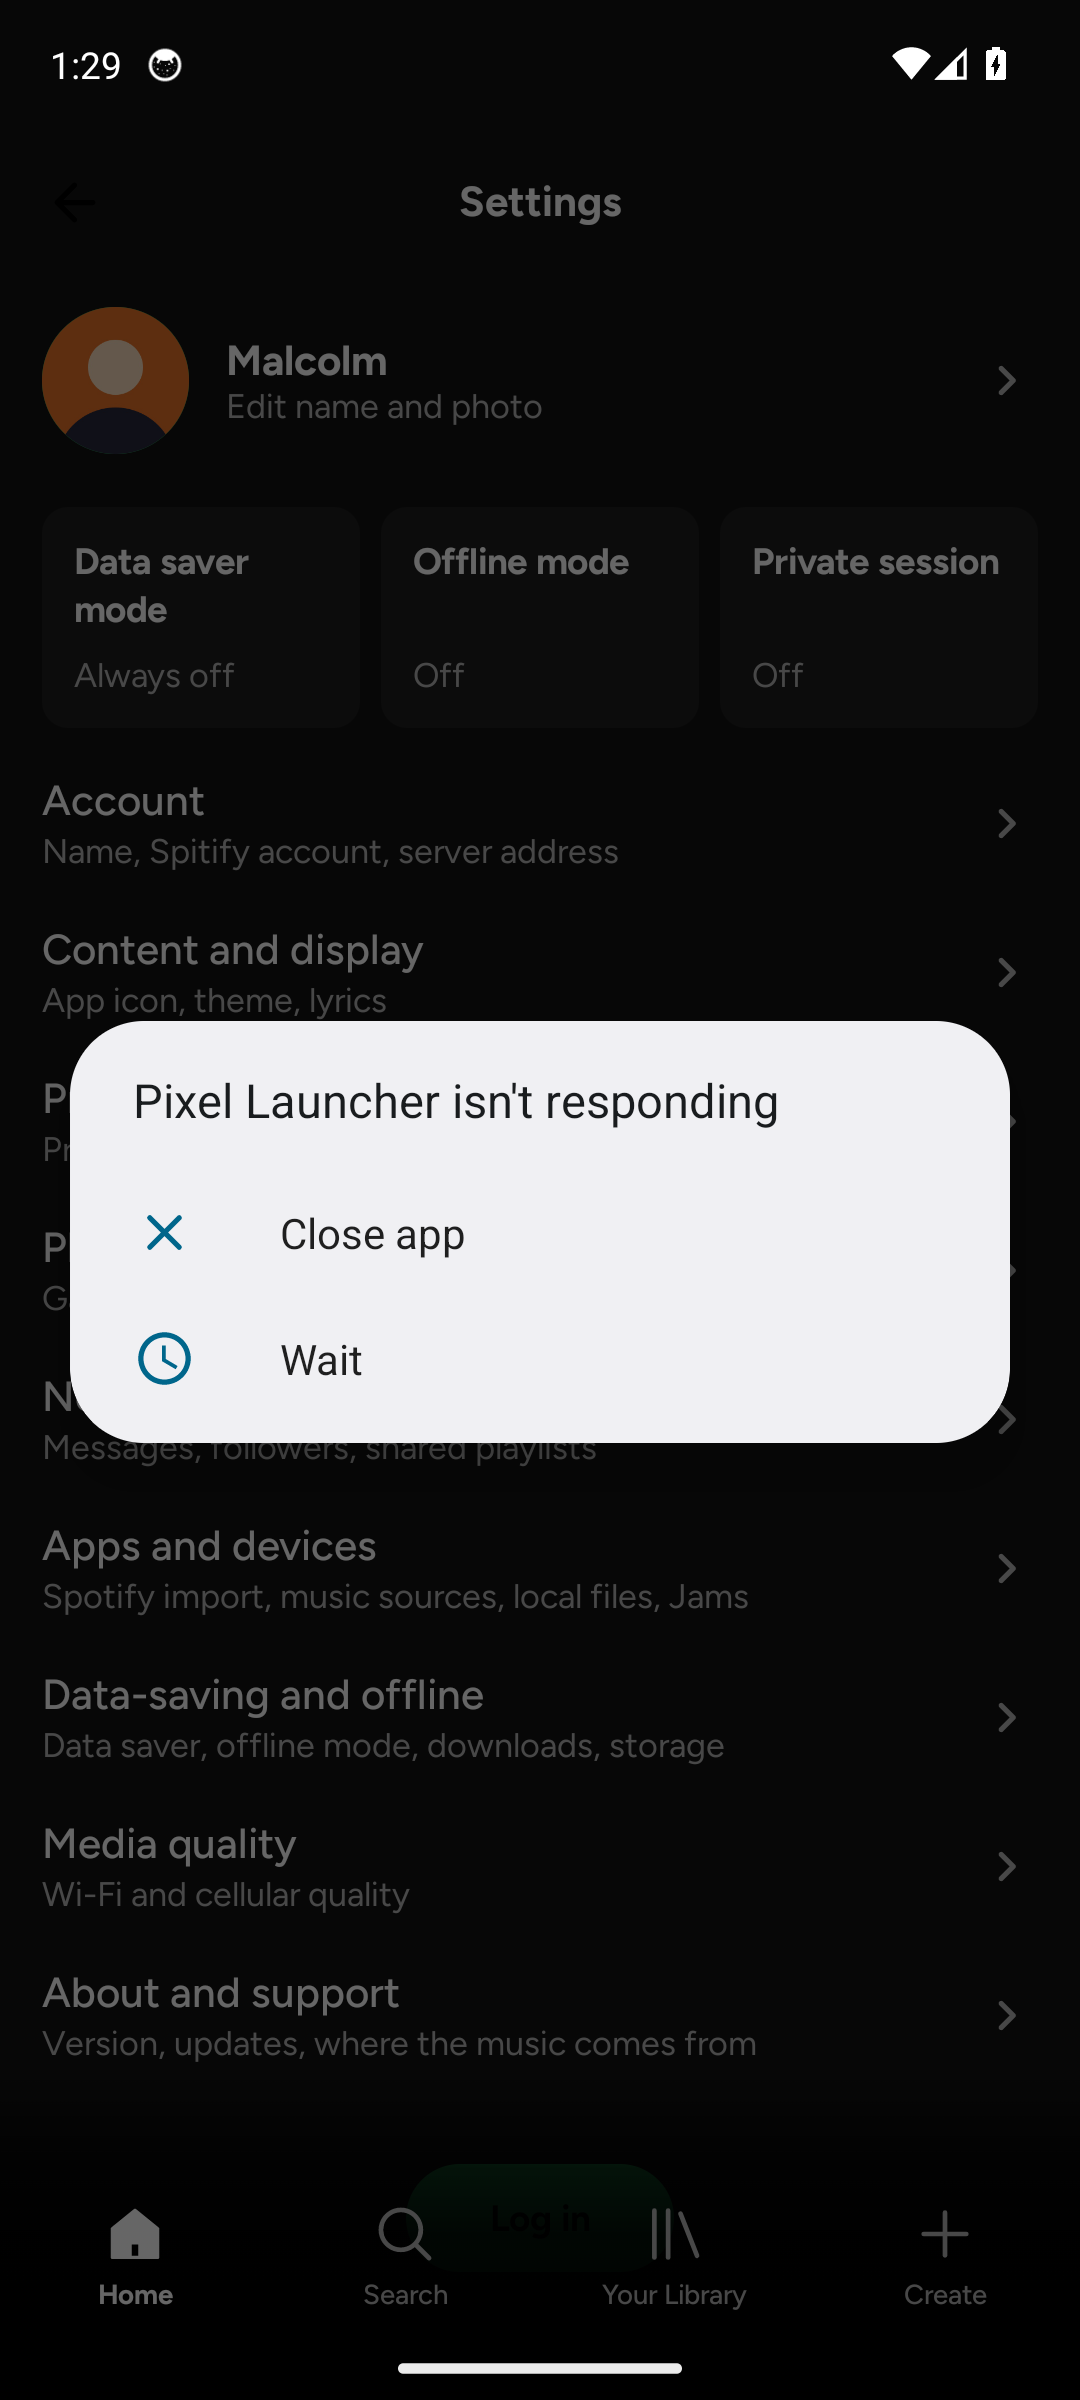 1:29
Settings
Malcolm
Edit name and photo
Data saver
mode
Always off
Offline mode
Off
Private session
Off
Account
Name, Spitify account, server address
Content and display
App icon, theme, lyrics
Pixel Launcher isn't responding
Close app
Wait
Messages, followers, shared playlists
Apps and devices
Spotify import, music sources, local files, Jams
Data-saving and offline
Data saver, offline mode, downloads, storage
Media quality
Wi-Fi and cellular quality
About and support
Version, updates, where the music comes from
Log in
Home
Search
Your Library
Create